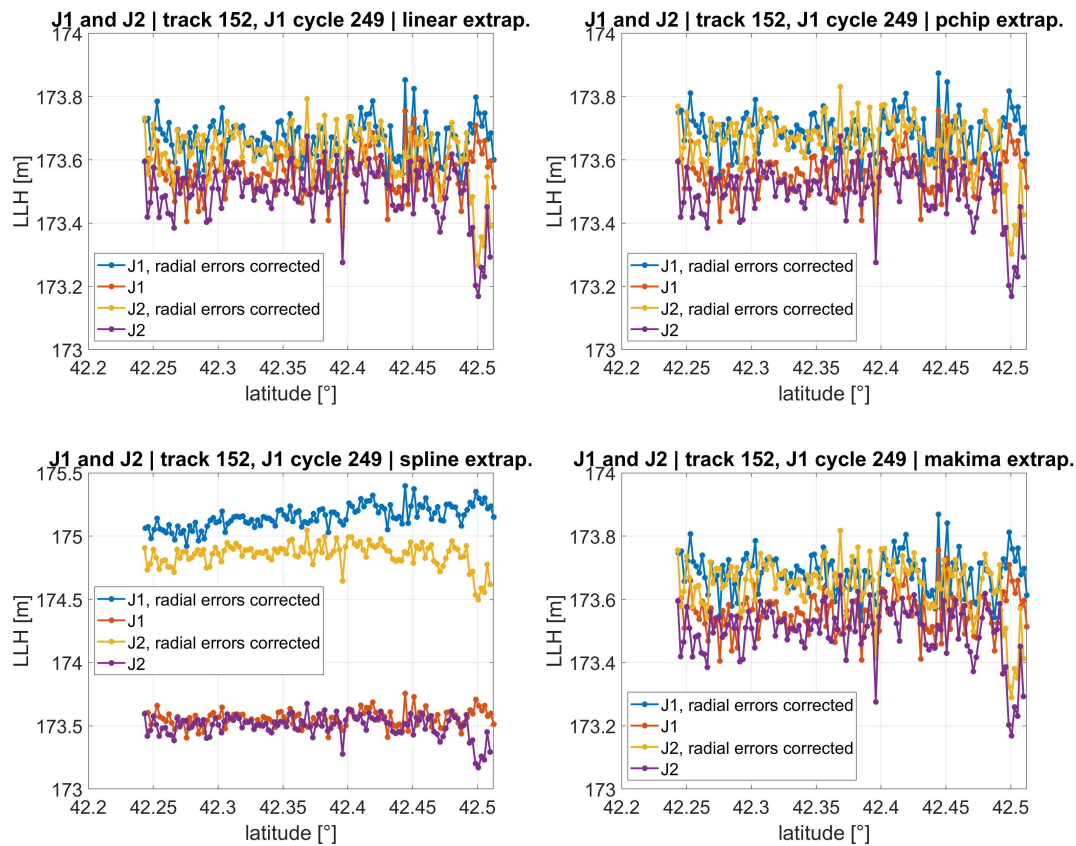 J1 and J2 | track 152, J1 cycle 249 | linear extrap.
174
173.8
173.6
173.4
173.2
173
LLH [m]
J1, radial errors corrected
J1
J2, radial errors corrected
J2
42.2 42.25 42.3 42.35 42.4 42.45 42.5
latitude [°]
J1 and J2 | track 152, J1 cycle 249 | pchip extrap.
174
173.8
173.6
173.4
173.2
173
LLH [m]
J1, radial errors corrected
J1
J2, radial errors corrected
J2
42.2 42.25 42.3 42.35 42.4 42.45 42.5
latitude [°]
J1 and J2 | track 152, J1 cycle 249 | spline extrap.
175.5
175
174.5
174
173.5
173
LLH [m]
J1, radial errors corrected
J1
J2, radial errors corrected
J2
42.2 42.25 42.3 42.35 42.4 42.45 42.5
latitude [°]
J1 and J2 | track 152, J1 cycle 249 | makima extrap.
174
173.8
173.6
173.4
173.2
173
LLH [m]
J1, radial errors corrected
J1
J2, radial errors corrected
J2
42.2 42.25 42.3 42.35 42.4 42.45 42.5
latitude [°]